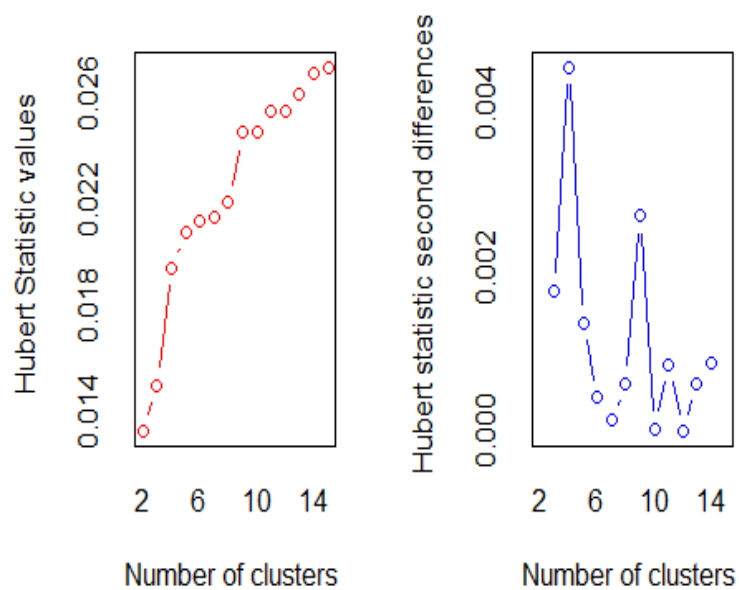 Hubert Statistic values
0.026
0.022
0.018
0.014
2 6 10 14
Number of clusters
Hubert statistic second differences
0.004
0.002
0.000
2 6 10 14
Number of clusters